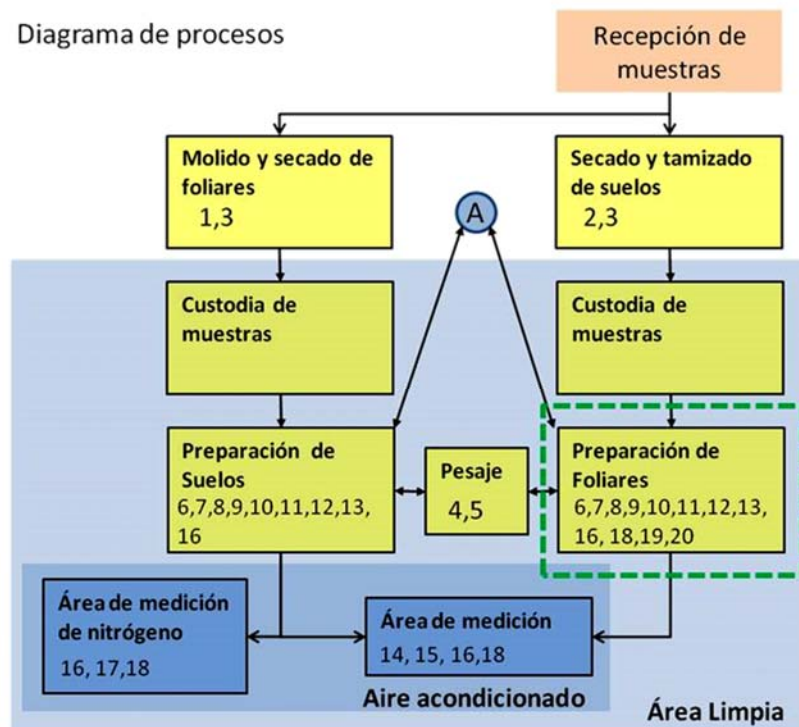 Diagrama de procesos
Recepción de
muestras
Molido y secado de
foliares
1,3
Secado y tamizado
de suelos
2,3
A
Custodia de
muestras
Custodia de
muestras
Preparación de
Suelos
6,7,8,9,10,11,12,13,
16
Pesaje
4,5
Preparación de
Foliares
6,7,8,9,10,11,12,13,
16, 18,19,20
Área de medición
de nitrógeno
16, 17,18
Área de medición
14, 15, 16,18
Aire acondicionado
Área Limpia